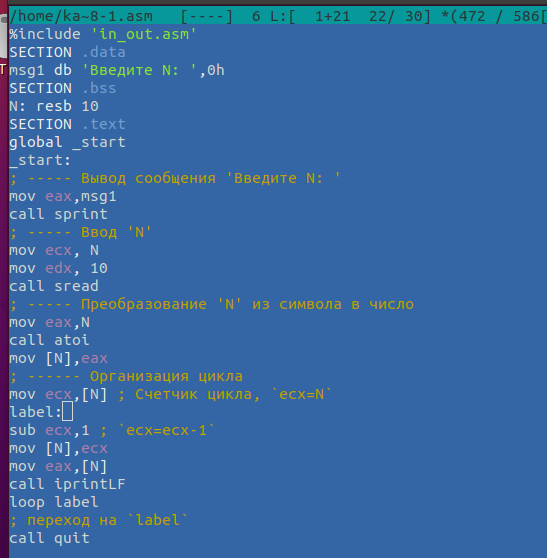 /home/ka~8-1.asm   [----]  6 L:[  1+21  22/ 30] *(472 / 586[
%include 'in_out.asm'
SECTION .data
msg1 db 'Введите N: ',0h
SECTION .bss
N: resb 10
SECTION .text
global _start
_start:
; ----- Вывод сообщения 'Введите N: '
mov eax,msg1
call sprint
; ----- Ввод 'N'
mov ecx, N
mov edx, 10
call sread
; ----- Преобразование 'N' из символа в число
mov eax,N
call atoi
mov [N],eax
; ------ Организация цикла
mov ecx,[N] ; Счетчик цикла, `ecx=N`
label:
sub ecx,1 ; `ecx=ecx-1`
mov [N],ecx
mov eax,[N]
call iprintLF
loop label
; переход на `label`
call quit